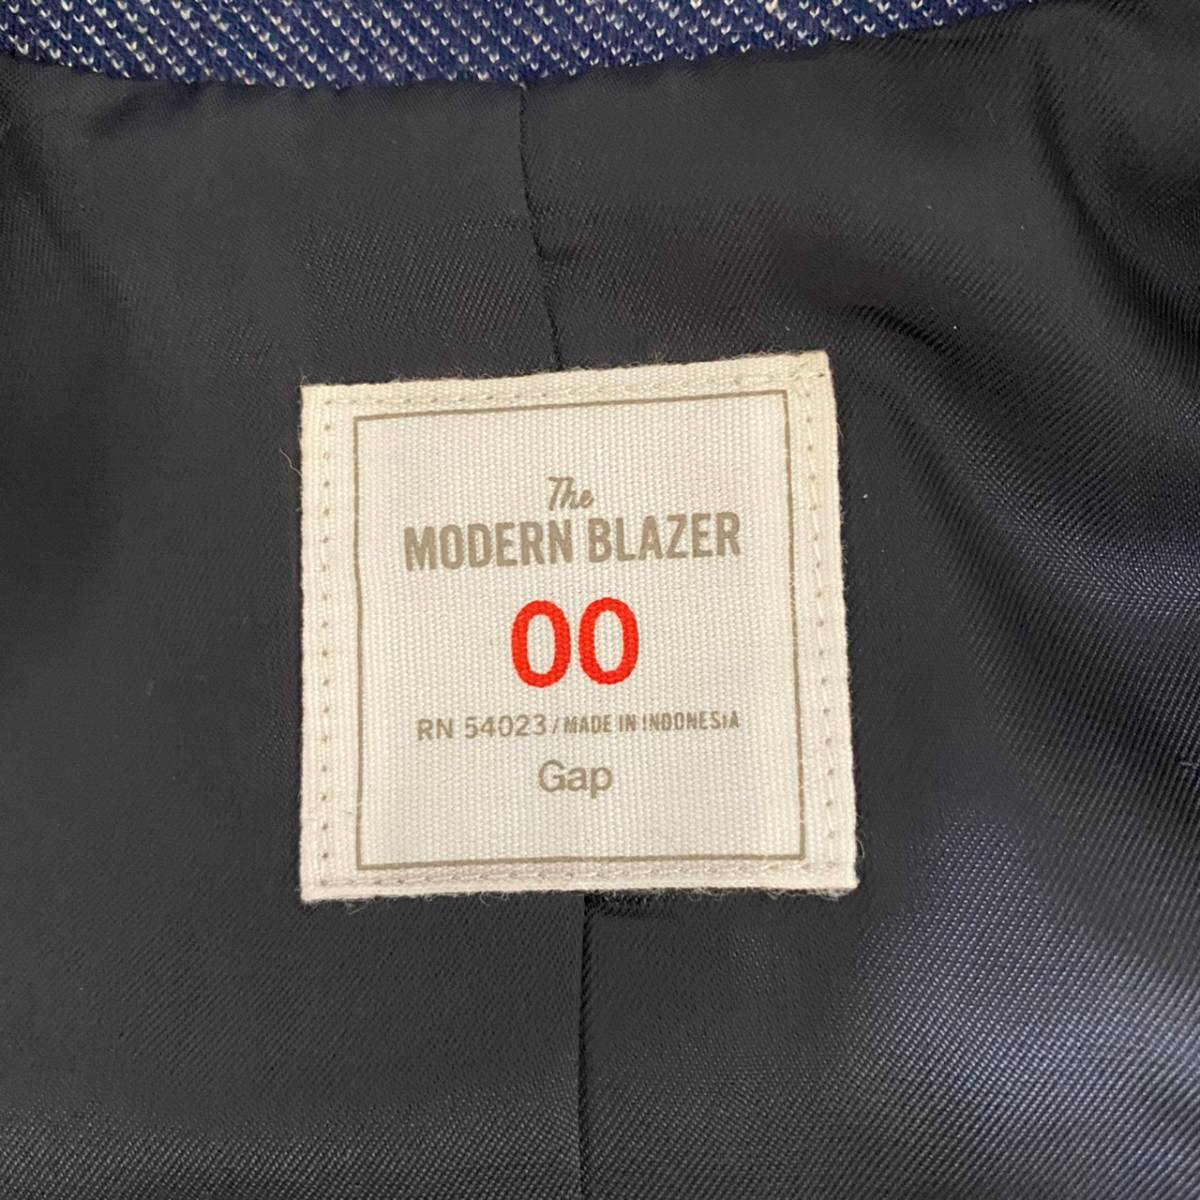 The
MODERN BLAZER
00
RN 54023 / MADE IN INDONESIA
Gap